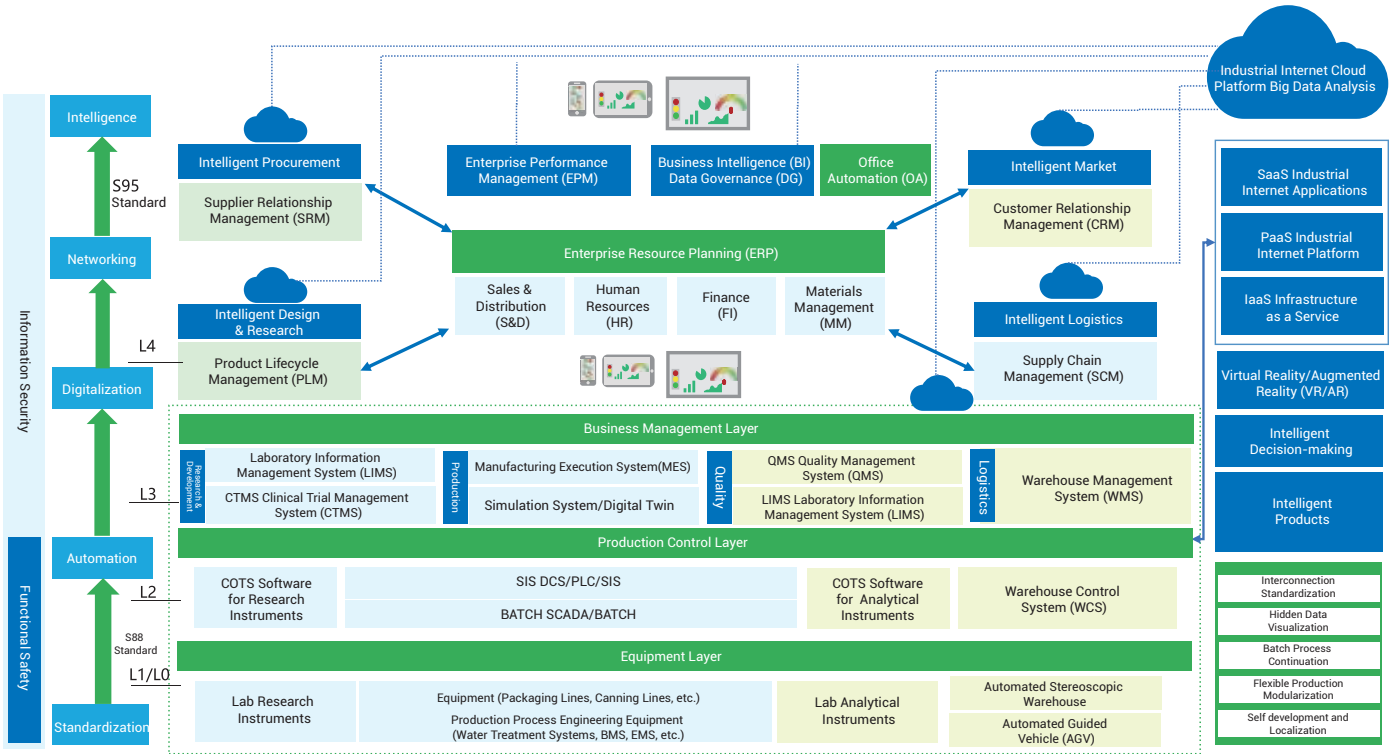 Industrial Internet Cloud
Platform Big Data Analysis
Information Security
Functional Safety
Intelligence
S95
Standard
Networking
L4
Digitalization
L3
Automation
L2
S88
Standard
L1/L0
Standardization
Intelligent Procurement
Supplier Relationship
Management (SRM)
Enterprise Performance
Management (EPM)
Business Intelligence (BI)
Data Governance (DG)
Office
Automation (OA)
Intelligent Market
Customer Relationship
Management (CRM)
Enterprise Resource Planning (ERP)
Sales &
Distribution
(S&D)
Human
Resources
(HR)
Finance
(FI)
Materials
Management
(MM)
Intelligent Design
& Research
Product Lifecycle
Management (PLM)
Intelligent Logistics
Supply Chain
Management (SCM)
Business Management Layer
Research &
Development
Laboratory Information
Management System (LIMS)
CTMS Clinical Trial Management
System (CTMS)
Production
Manufacturing Execution System(MES)
Simulation System/Digital Twin
Quality
QMS Quality Management
System (QMS)
LIMS Laboratory Information
Management System (LIMS)
Logistics
Warehouse Management
System (WMS)
Production Control Layer
COTS Software
for Research
Instruments
SIS DCS/PLC/SIS
BATCH SCADA/BATCH
COTS Software
for Analytical
Instruments
Warehouse Control
System (WCS)
Equipment Layer
Lab Research
Instruments
Equipment (Packaging Lines, Canning Lines, etc.)
Production Process Engineering Equipment
(Water Treatment Systems, BMS, EMS, etc.)
Lab Analytical
Instruments
Automated Stereoscopic
Warehouse
Automated Guided
Vehicle (AGV)
SaaS Industrial
Internet Applications
PaaS Industrial
Internet Platform
IaaS Infrastructure
as a Service
Virtual Reality/Augmented
Reality (VR/AR)
Intelligent
Decision-making
Intelligent
Products
Interconnection
Standardization
Hidden Data
Visualization
Batch Process
Continuation
Flexible Production
Modularization
Self development and
Localization